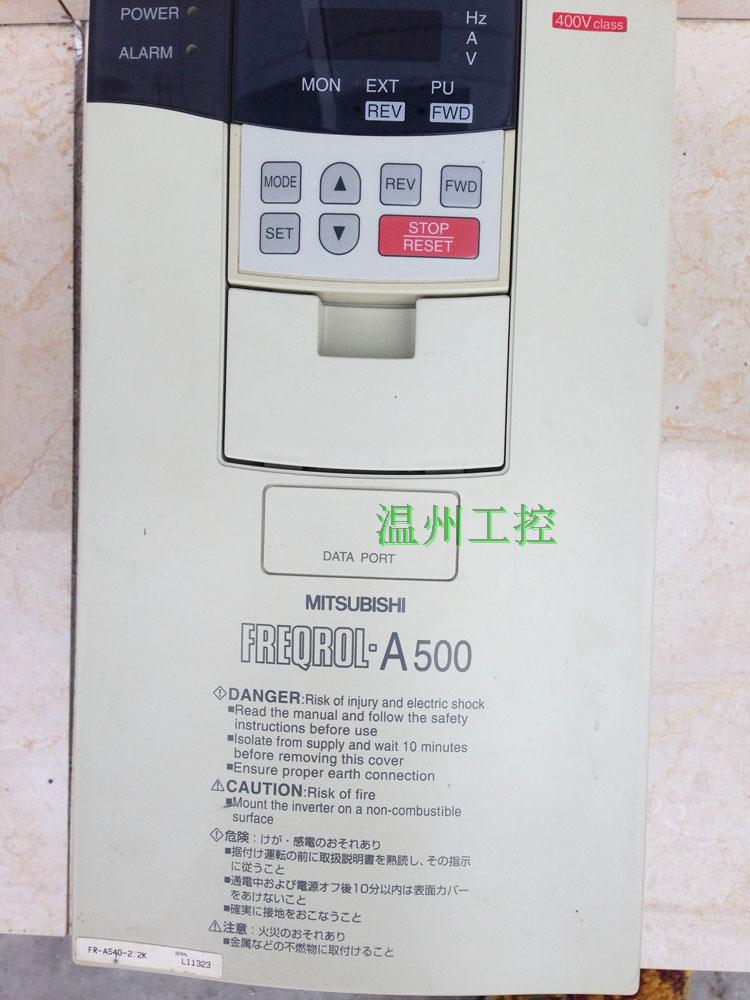 POWER
ALARM
Hz
A
V
400V class
MON EXT PU
REV FWD
MODE ▲ REV FWD
SET ▼ STOP
RESET
温州工控
DATA PORT
MITSUBISHI
FREQROL-A500
DANGER:Risk of injury and electric shock
■Read the manual and follow the safety
instructions before use
■Isolate from supply and wait 10 minutes
before removing this cover
■Ensure proper earth connection
CAUTION:Risk of fire
■Mount the inverter on a non-combustible
surface
危険：けが・感電のおそれあり
■据付け運転の前に取扱説明書を熟読し、その指示
に従うこと
■通電中および電源オフ後10分以内は表面カバー
をあけないこと
■確実に接地をおこなうこと
注意：火災のおそれあり
■金属などの不燃物に取付けること
FR-A540-2.2K SERIAL
L11323